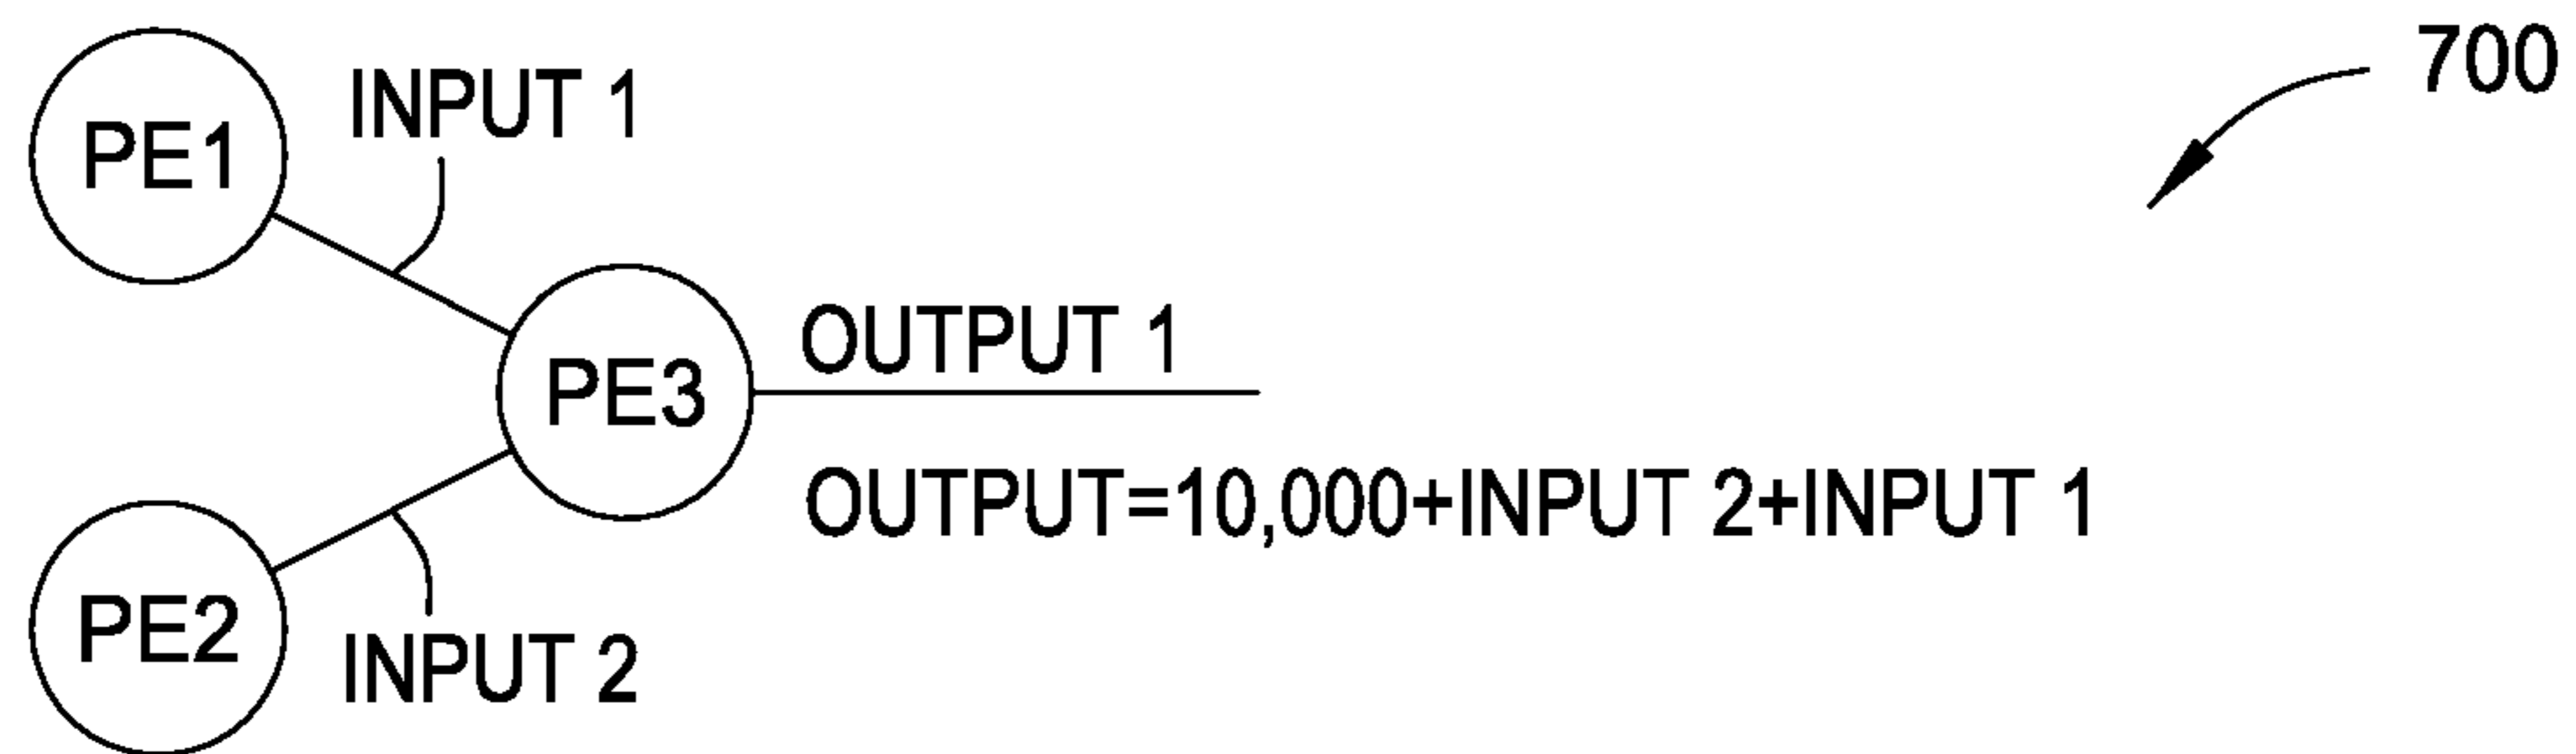 700
PE1
INPUT 1
PE3
OUTPUT 1
OUTPUT=10,000+INPUT 2+INPUT 1
PE2
INPUT 2